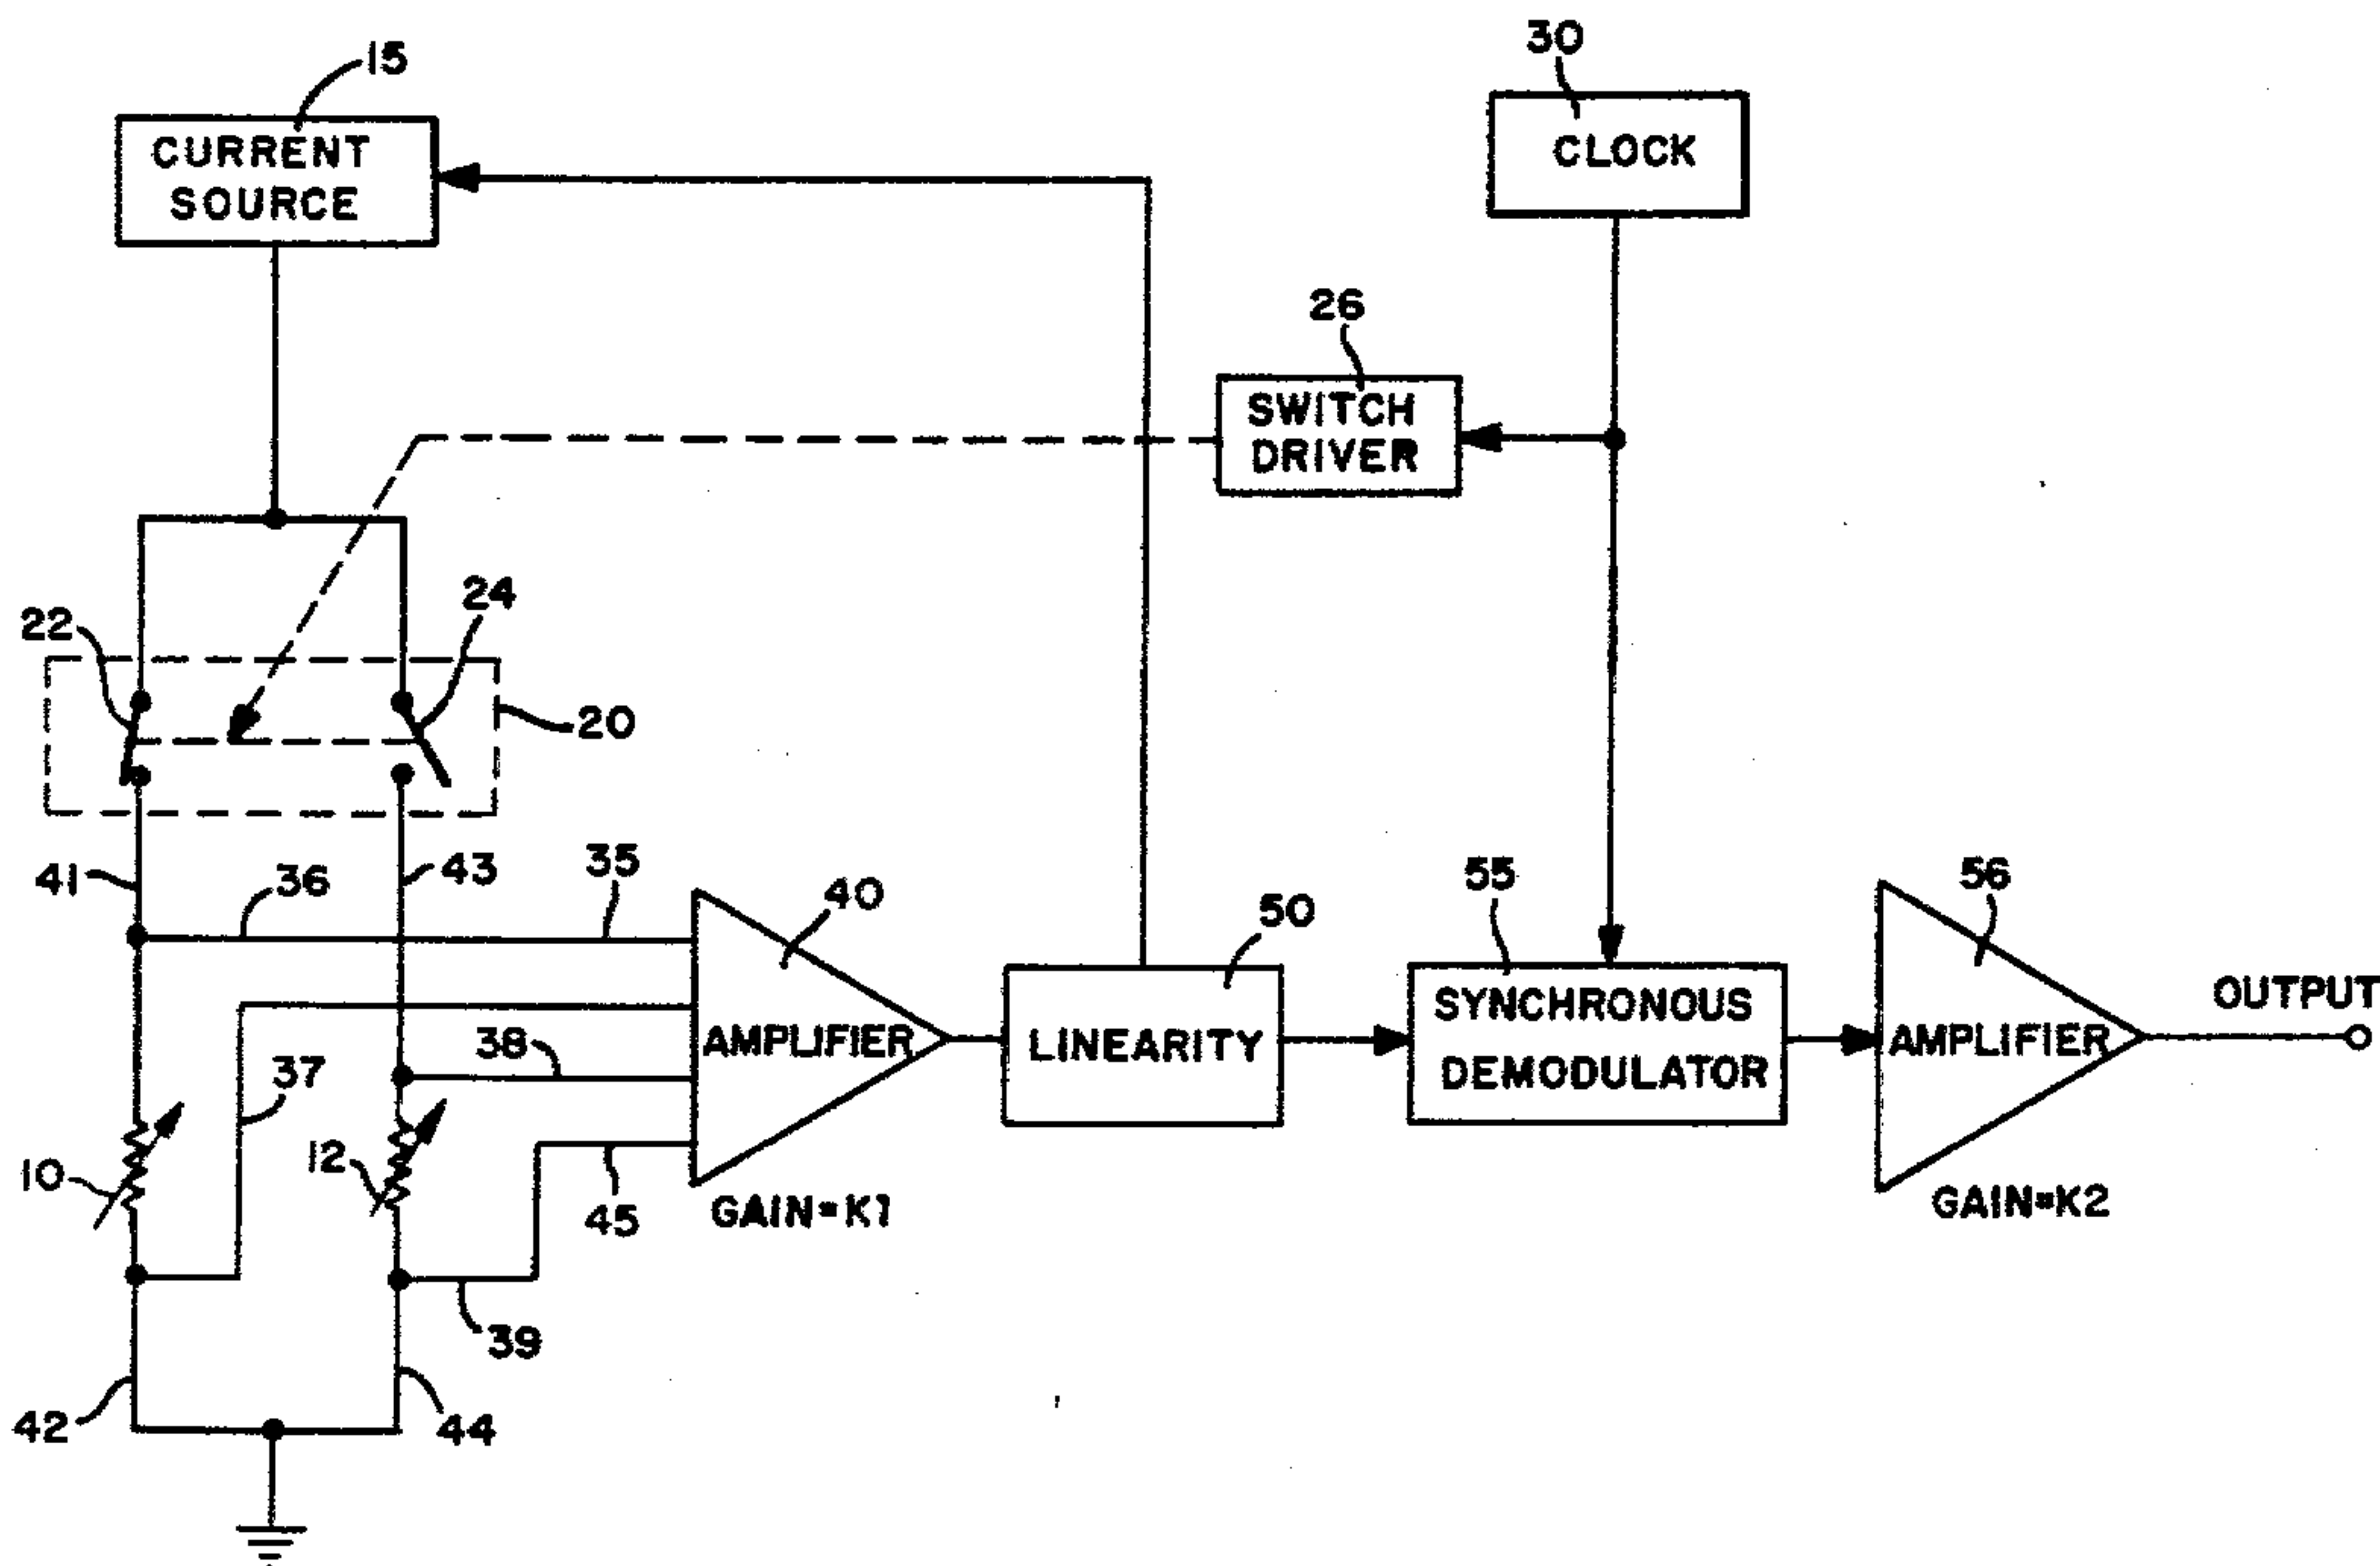 15
30
CURRENT
SOURCE
CLOCK
26
SWITCH
DRIVER
24
22
20
41
36
43
35
40
50
55
56
OUTPUT
AMPLIFIER
LINEARITY
SYNCHRONOUS
DEMODULATOR
AMPLIFIER
38
37
10
12
45
GAIN=K1
GAIN=K2
39
42
44